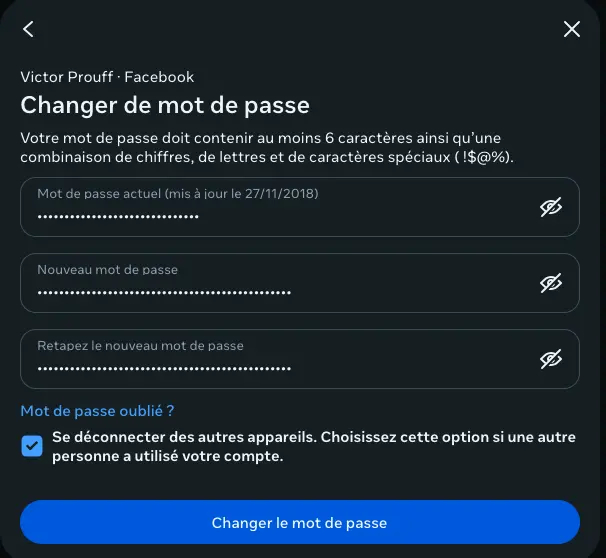 Victor Prouff · Facebook
Changer de mot de passe
Votre mot de passe doit contenir au moins 6 caractères ainsi qu’une
combinaison de chiffres, de lettres et de caractères spéciaux ( !$@%).
Mot de passe actuel (mis à jour le 27/11/2018)
••••••••••••••••••••••••••••••
Nouveau mot de passe
•••••••••••••••••••••••••••••••••••••••••••••••
Retapez le nouveau mot de passe
•••••••••••••••••••••••••••••••••••••••••••••••
Mot de passe oublié ?
Se déconnecter des autres appareils. Choisissez cette option si une autre
personne a utilisé votre compte.
Changer le mot de passe